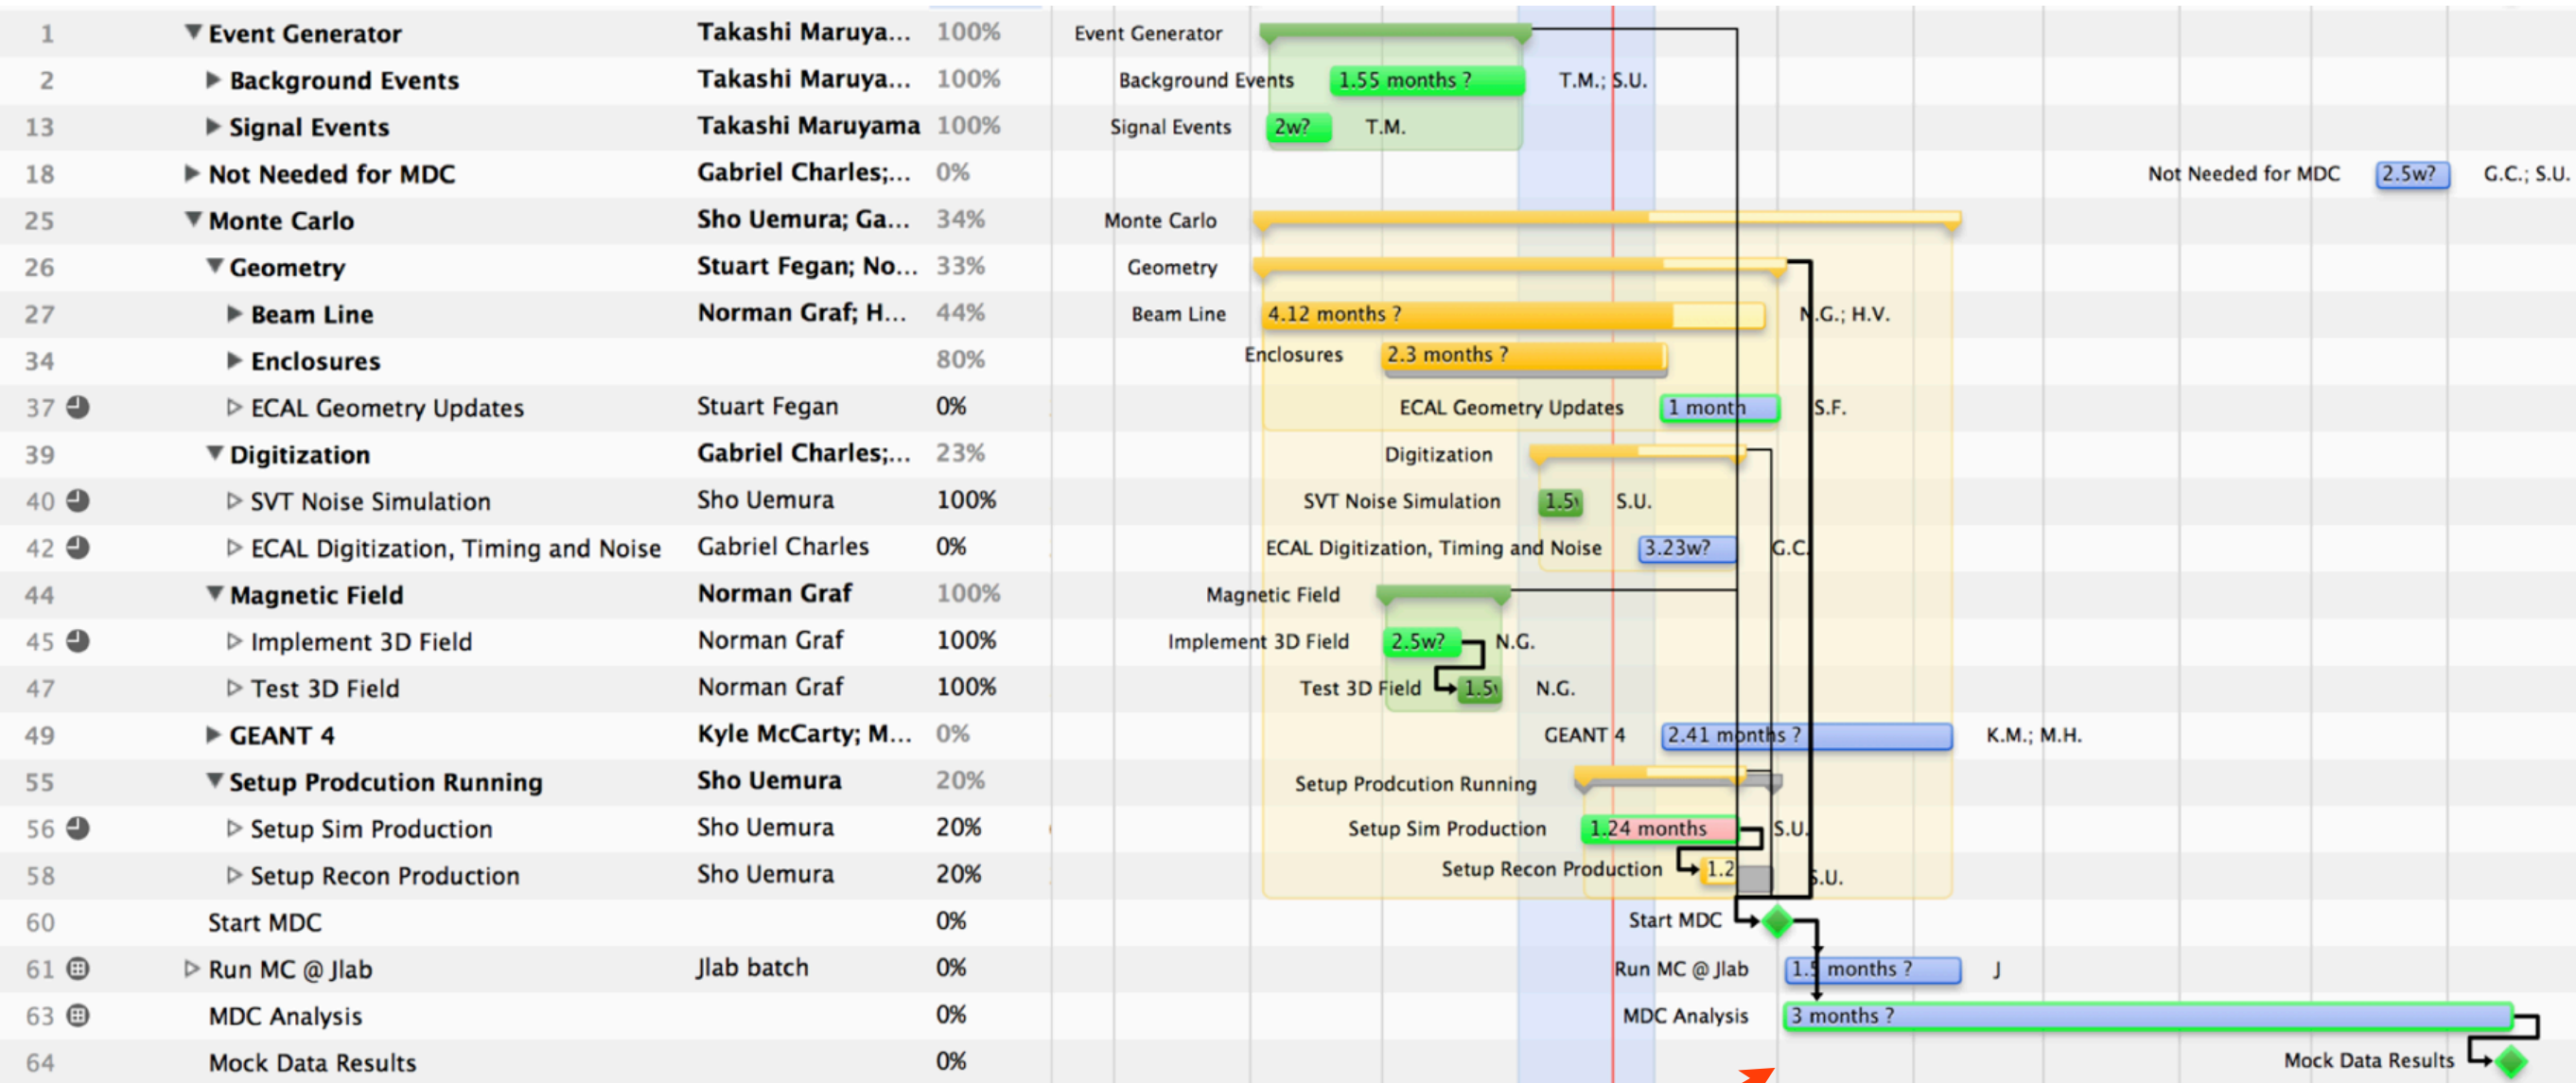 1 Event Generator Takashi Maruya... 100% Event Generator
2 Background Events Takashi Maruya... 100% Background Events 1.55 months ? T.M.; S.U.
13 Signal Events Takashi Maruyama 100% Signal Events 2w? T.M.
18 Not Needed for MDC Gabriel Charles;... 0% Not Needed for MDC 2.5w? G.C.; S.U.
25 Monte Carlo Sho Uemura; Ga... 34% Monte Carlo
26 Geometry Stuart Fegan; No... 33% Geometry
27 Beam Line Norman Graf; H... 44% Beam Line 4.12 months ? N.G.; H.V.
34 Enclosures 80% Enclosures 2.3 months ?
37 ECAL Geometry Updates Stuart Fegan 0% ECAL Geometry Updates 1 month S.F.
39 Digitization Gabriel Charles;... 23% Digitization
40 SVT Noise Simulation Sho Uemura 100% SVT Noise Simulation 1.5 S.U.
42 ECAL Digitization, Timing and Noise Gabriel Charles 0% ECAL Digitization, Timing and Noise 3.23w? G.C.
44 Magnetic Field Norman Graf 100% Magnetic Field
45 Implement 3D Field Norman Graf 100% Implement 3D Field 2.5w? N.G.
47 Test 3D Field Norman Graf 100% Test 3D Field 1.5 N.G.
49 GEANT 4 Kyle McCarty; M... 0% GEANT 4 2.41 months ? K.M.; M.H.
55 Setup Prodcution Running Sho Uemura 20% Setup Prodcution Running
56 Setup Sim Production Sho Uemura 20% Setup Sim Production 1.24 months S.U.
58 Setup Recon Production Sho Uemura 20% Setup Recon Production 1.2 S.U.
60 Start MDC 0% Start MDC
61 Run MC @ Jlab Jlab batch 0% Run MC @ Jlab 1.5 months ? J
63 MDC Analysis 0% MDC Analysis 3 months ?
64 Mock Data Results 0% Mock Data Results